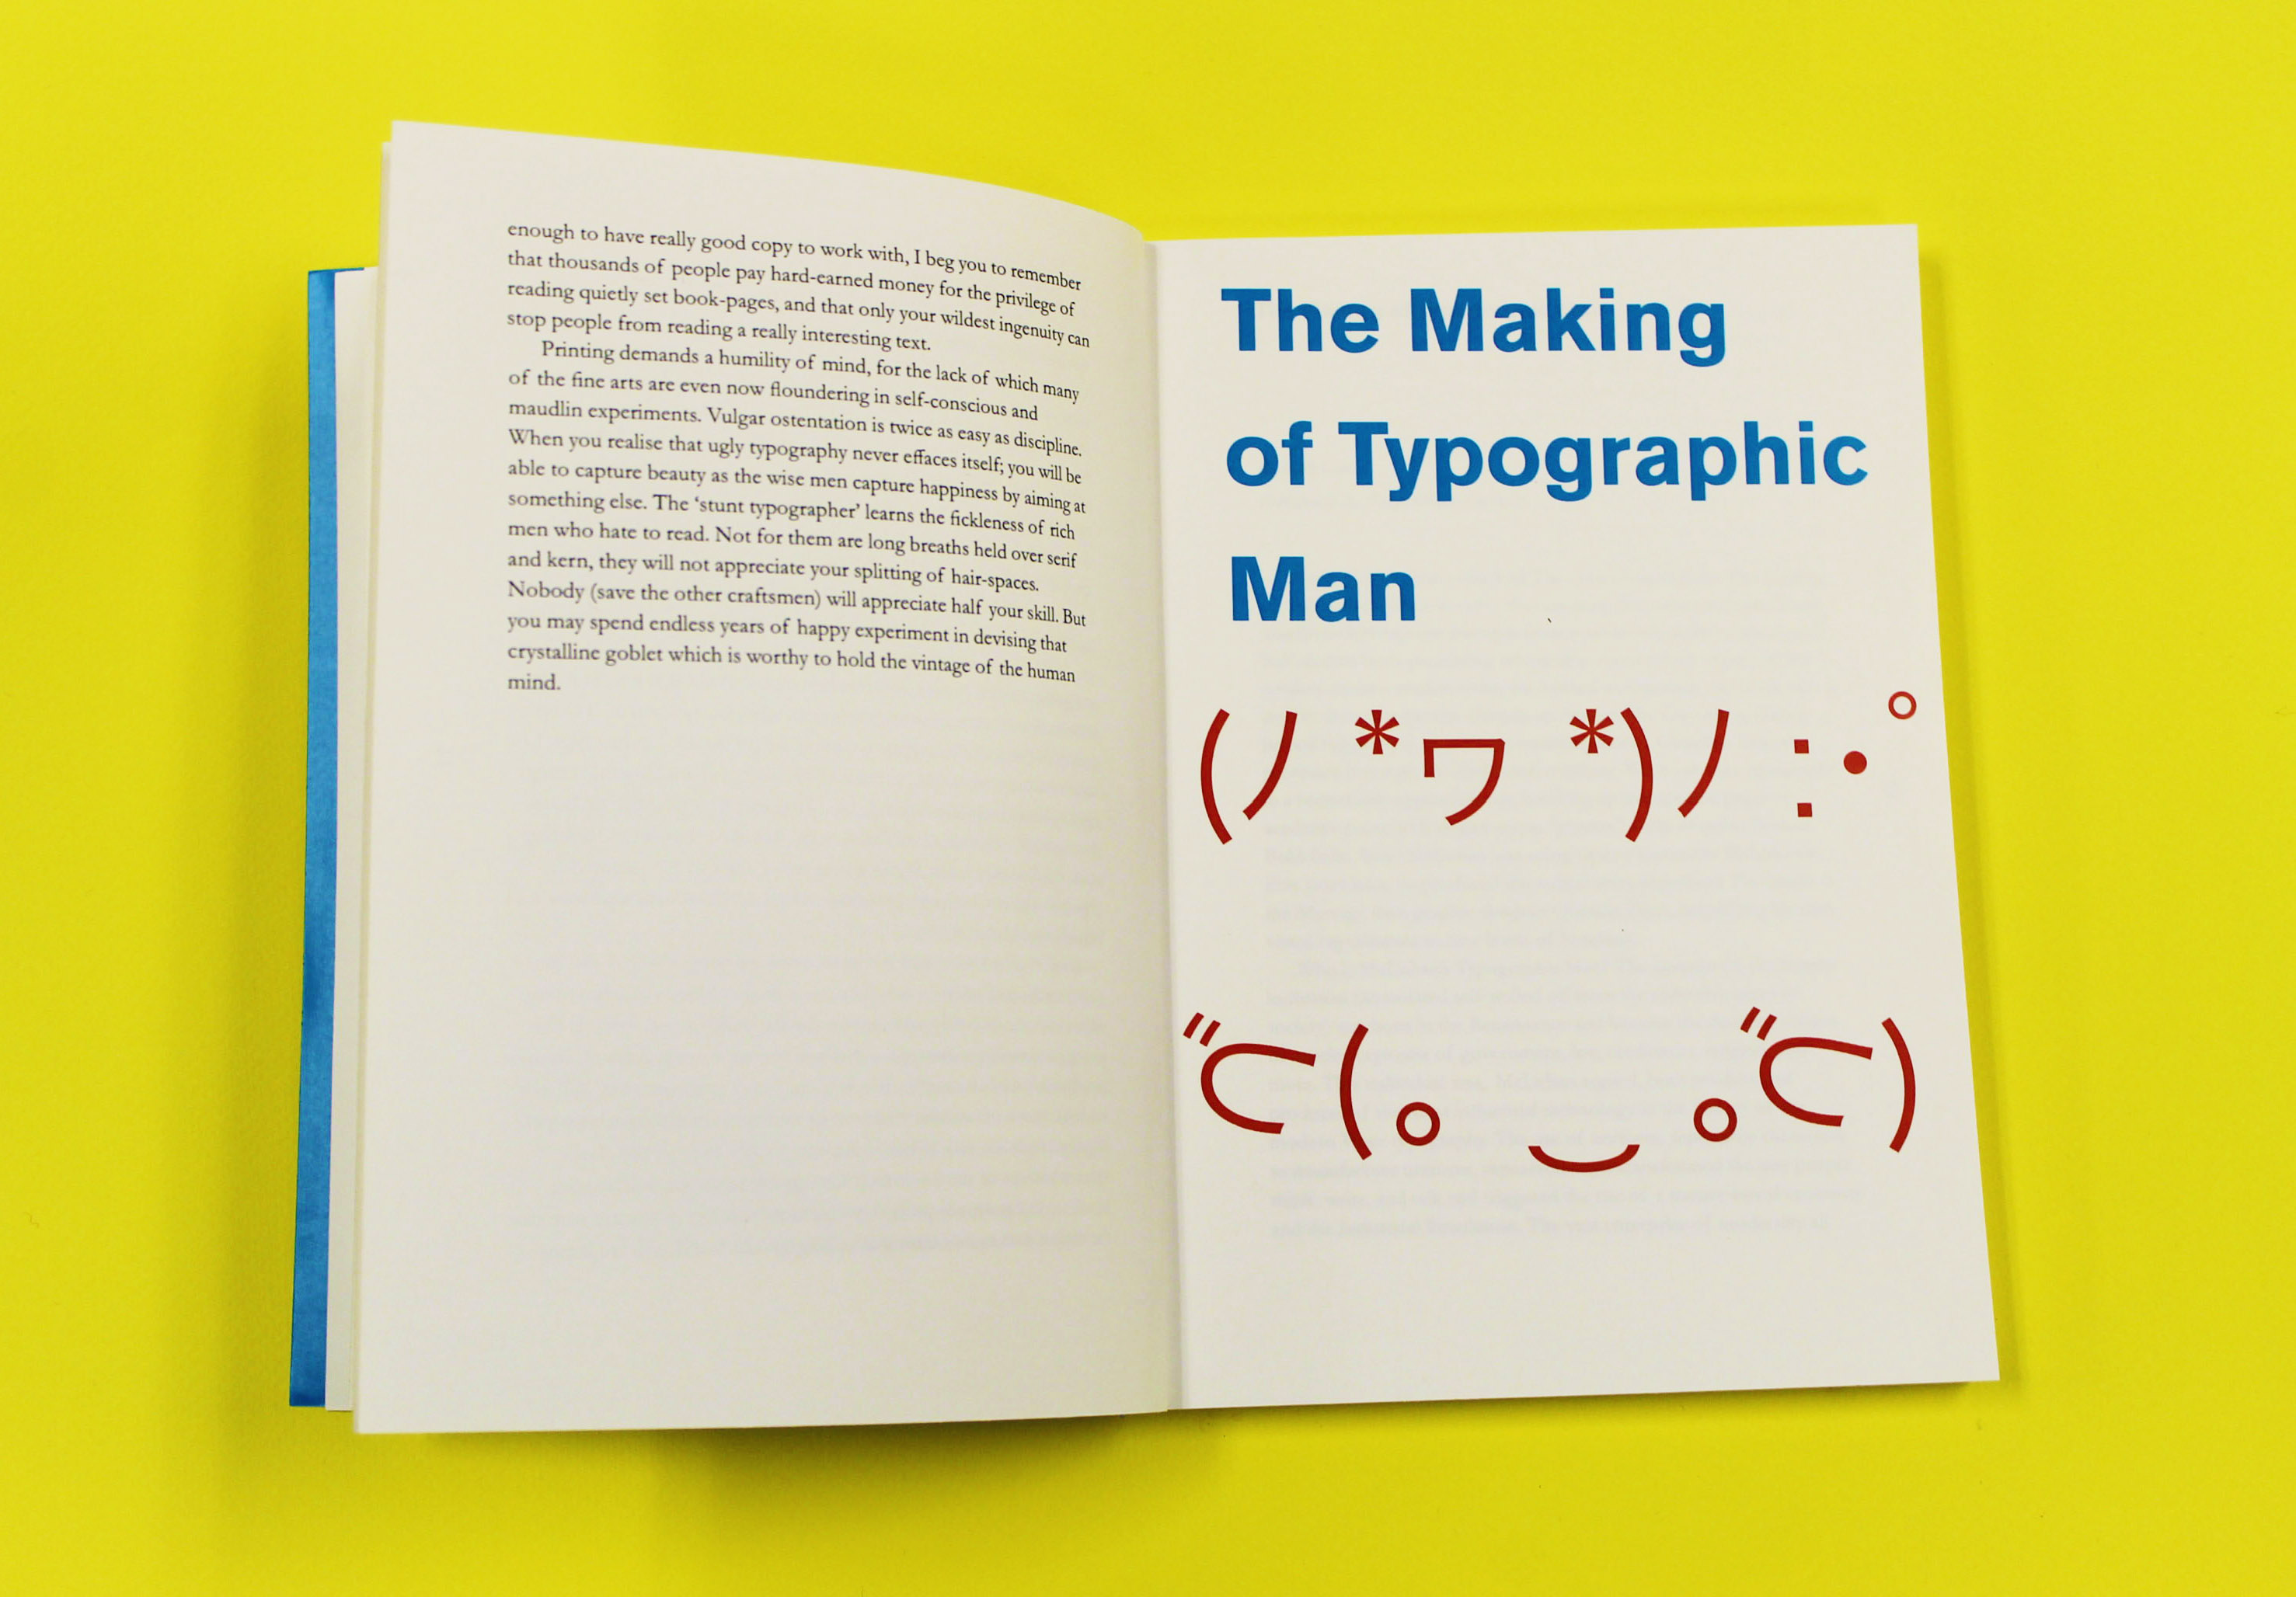 enough to have really good copy to work with, I beg you to remember
that thousands of people pay hard-earned money for the privilege of
reading quietly set book-pages, and that only your wildest ingenuity can
stop people from reading a really interesting text.
Printing demands a humility of mind, for the lack of which many
of the fine arts are even now floundering in self-conscious and
maudlin experiments. Vulgar ostentation is twice as easy as discipline.
When you realise that ugly typography never effaces itself; you will be
able to capture beauty as the wise men capture happiness by aiming at
something else. The ‘stunt typographer’ learns the fickleness of rich
men who hate to read. Not for them are long breaths held over serif
and kern, they will not appreciate your splitting of hair-spaces.
Nobody (save the other craftsmen) will appreciate half your skill. But
you may spend endless years of happy experiment in devising that
crystalline goblet which is worthy to hold the vintage of the human
mind.
The Making
of Typographic
Man
(ノ *ワ *)ノ :•゚
で(。 ‿ 。で)